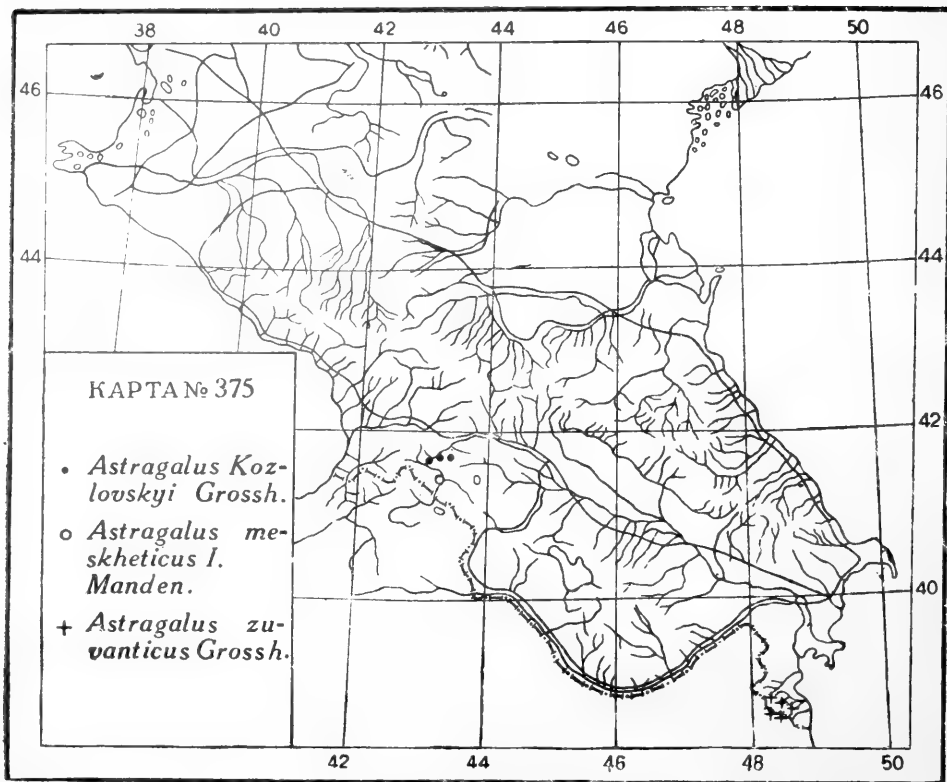 38 40 42 44 46 48 50
46 46
44 44
КАРТА № 375
• Astragalus Koz-
lovskyi Grossh.
○ Astragalus me-
skheticus I.
Manden.
+ Astragalus zu-
vanticus Grossh.
42
40
42 44 46 48 50